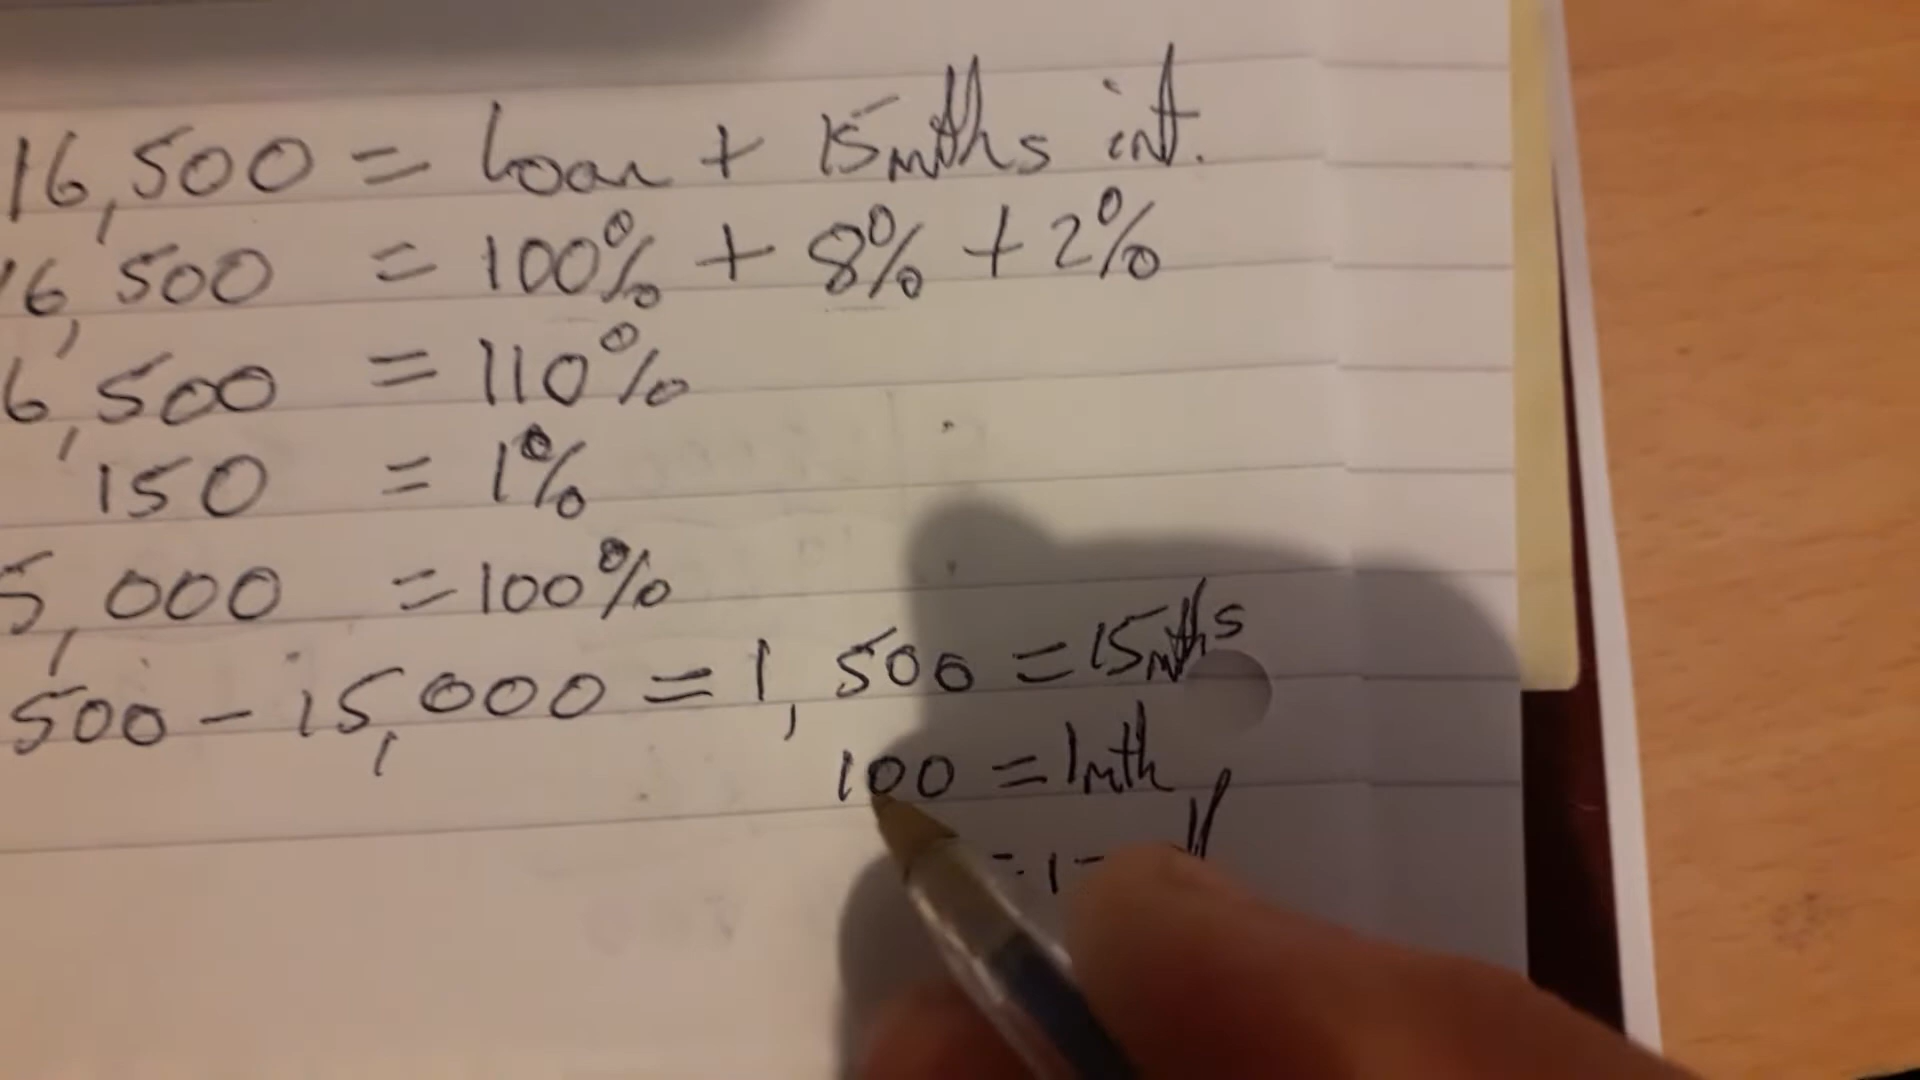 16,500 = Loan + 15mths int.
16,500 = 100% + 8% + 2%
6,500 = 110%
150 = 1%
5,000 = 100%
500 - 15,000 = 1,500 = 15mths
100 = 1mth